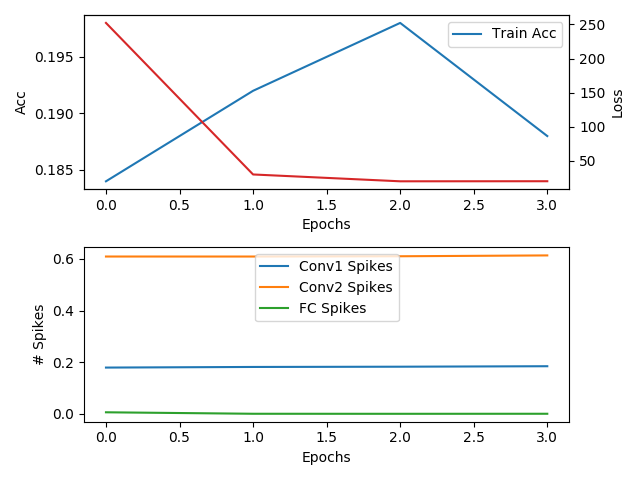 Train Acc
Acc
0.195
0.190
0.185
250
200
150
100
50
Loss
0.0 0.5 1.0 1.5 2.0 2.5 3.0
Epochs
Conv1 Spikes
Conv2 Spikes
FC Spikes
# Spikes
0.6
0.4
0.2
0.0
0.0 0.5 1.0 1.5 2.0 2.5 3.0
Epochs